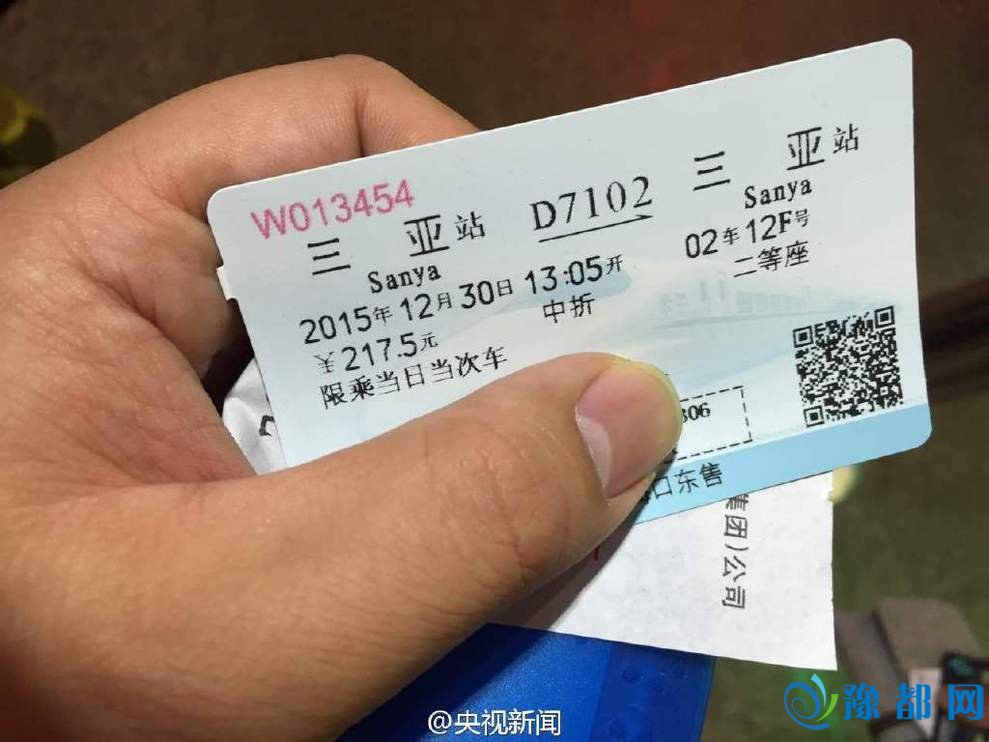 W013454
三亚站 D7102 三亚站
Sanya Sanya
2015年12月30日 13:05开 02车12F号
¥217.5元 中折 二等座
限乘当日当次车
306
口东售
集团)公司
@央视新闻
豫都网